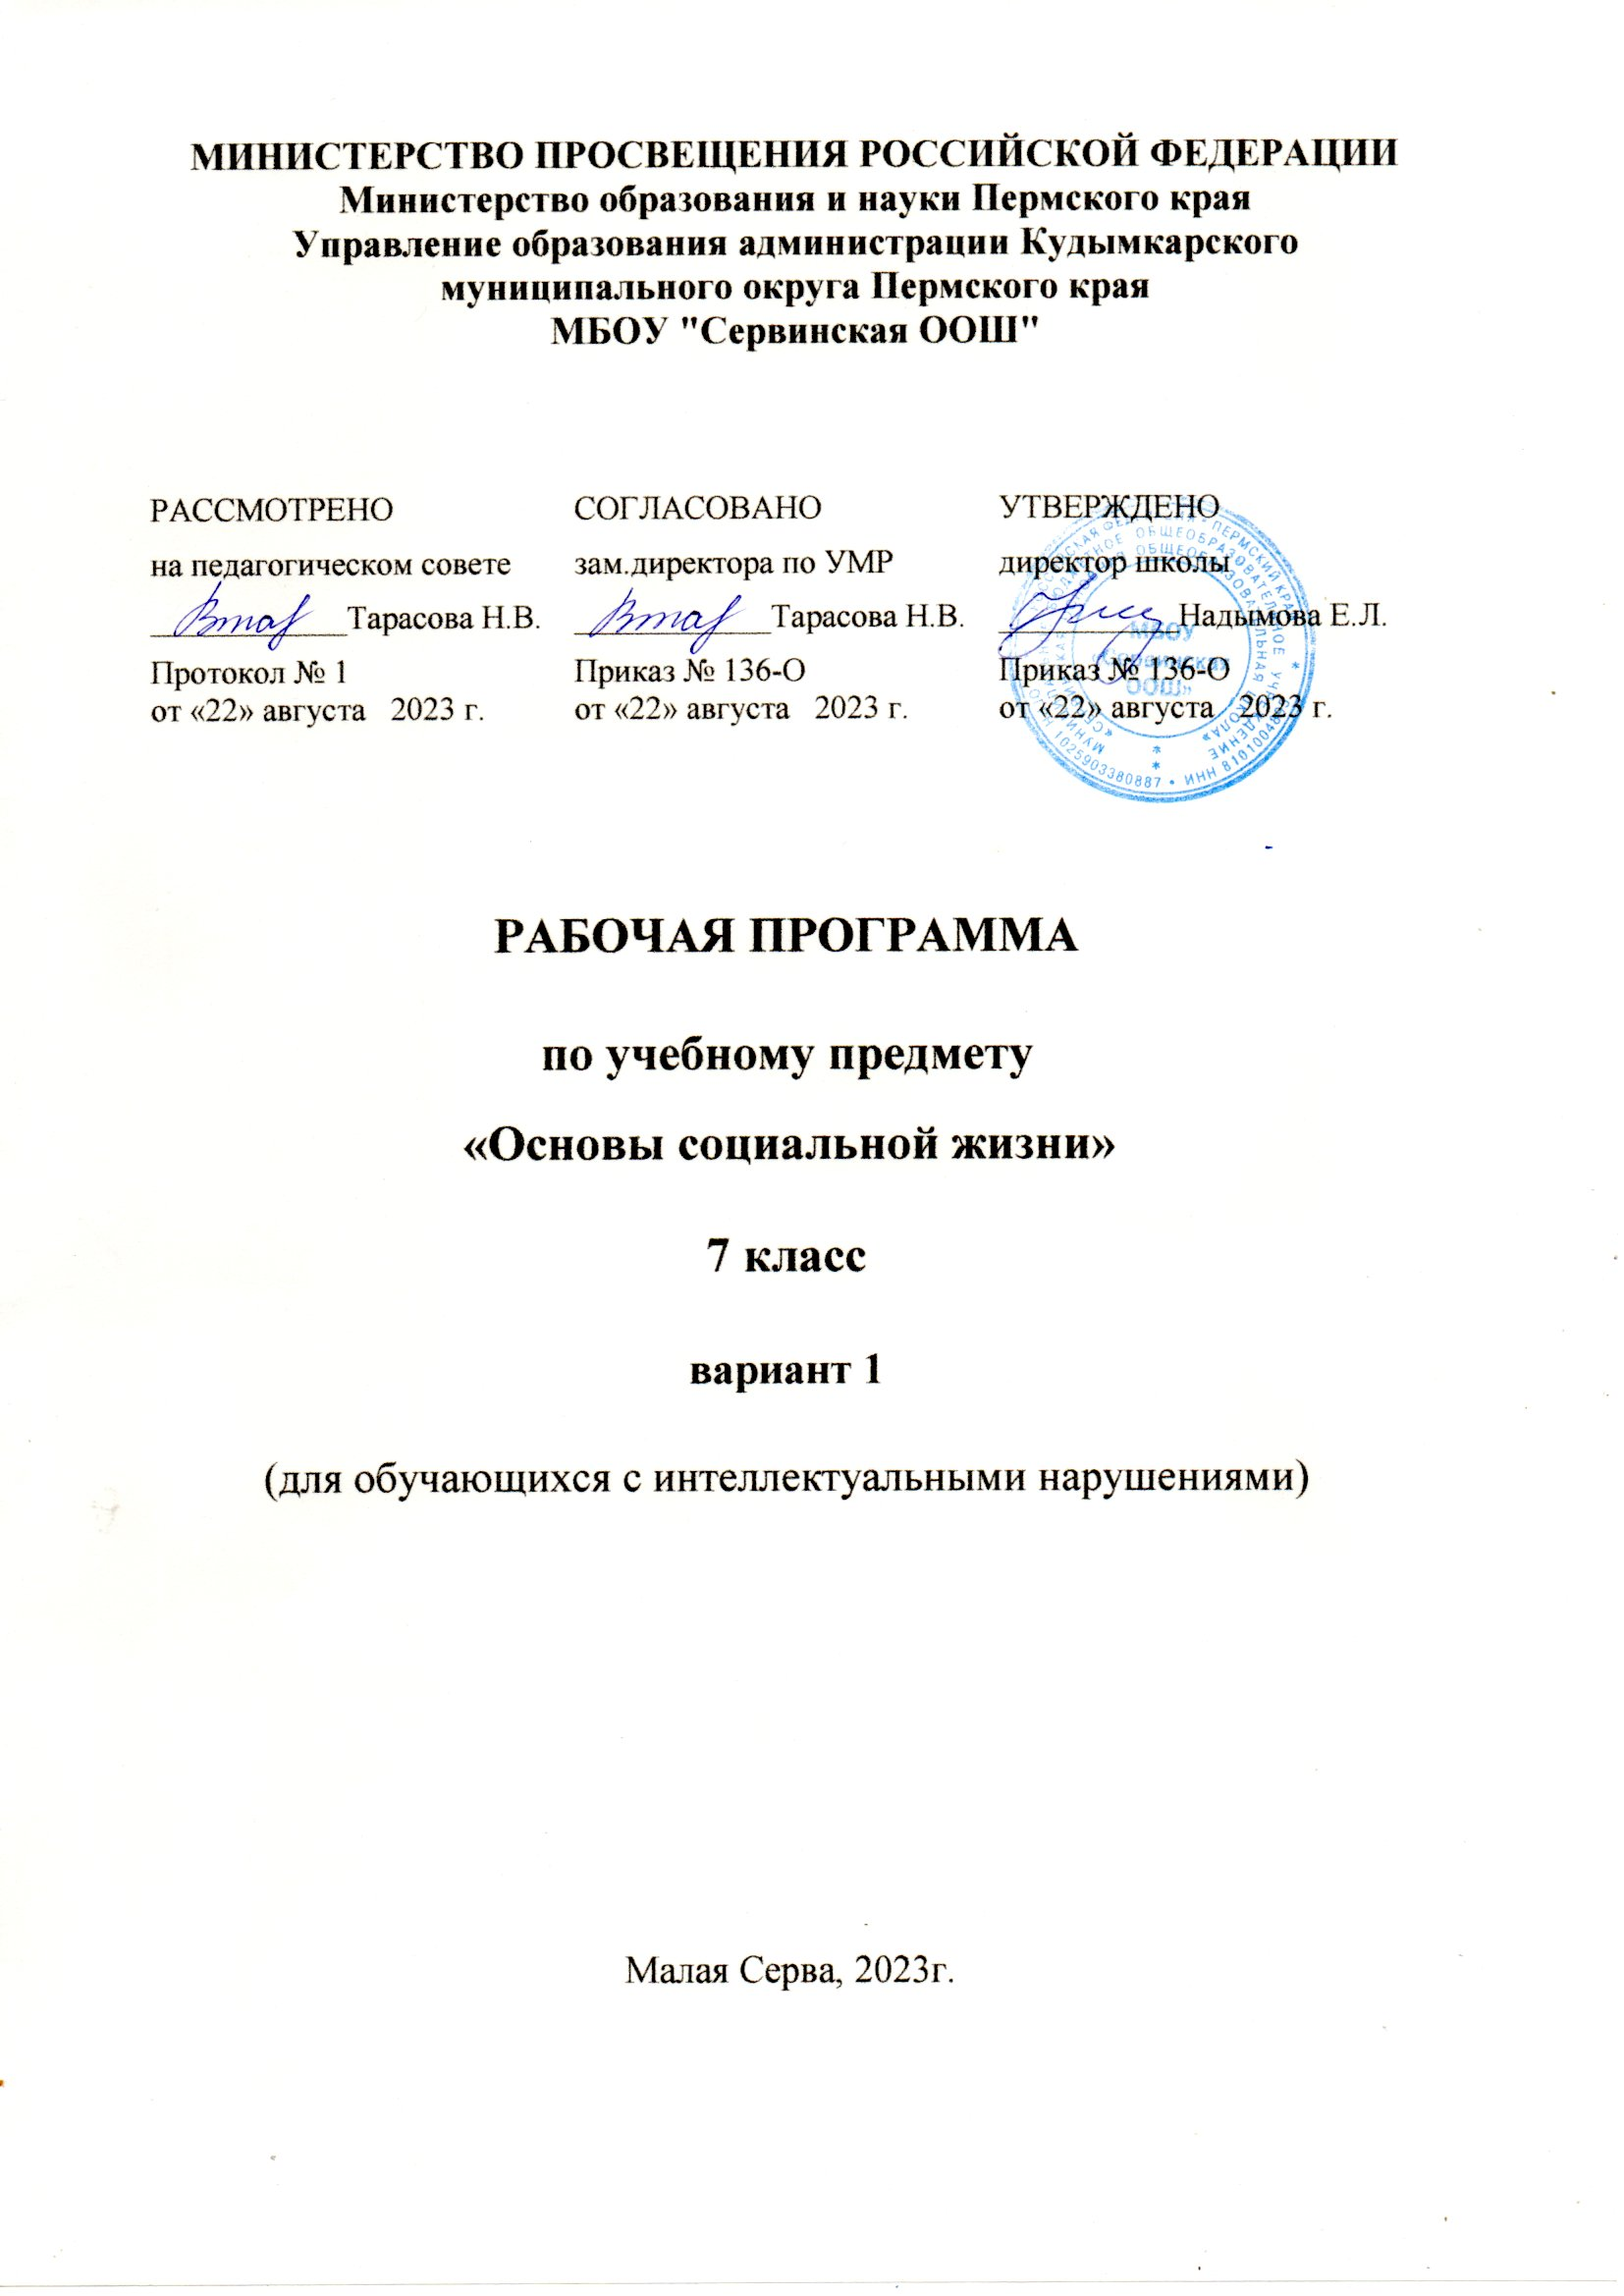 МИНИСТЕРСТВО ПРОСВЕЩЕНИЯ РОССИЙСКОЙ ФЕДЕРАЦИИ
Министерство образования и науки Пермского края
Управление образования администрации Кудымкарского
муниципального округа Пермского края
МБОУ "Сервинская ООШ"
РАССМОТРЕНО
на педагогическом совете
Тарасова Н.В.
Протокол № 1
от «22» августа 2023 г.
СОГЛАСОВАНО
зам.директора по УМР
Тарасова Н.В.
Приказ № 136-О
от «22» августа 2023 г.
УТВЕРЖДЕНО
директор школы
Надымова Е.Л.
Приказ № 136-О
от «22» августа 2023 г.
МБОУ
«Сервинская
ООШ»
РАБОЧАЯ ПРОГРАММА
по учебному предмету
«Основы социальной жизни»
7 класс
вариант 1
(для обучающихся с интеллектуальными нарушениями)
Малая Серва, 2023г.